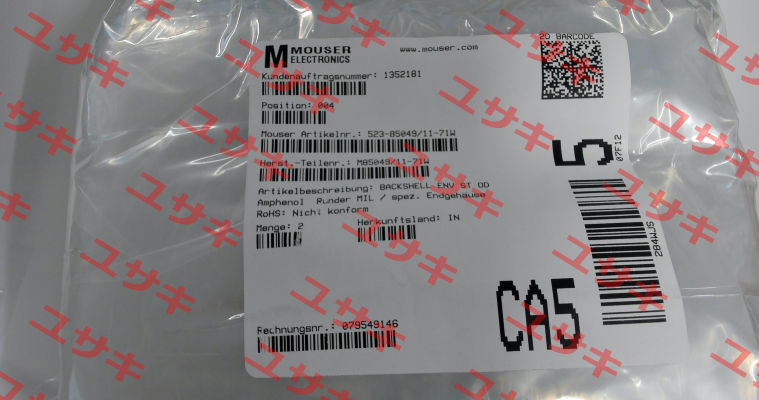 MOUSER
ELECTRONICS
www.mouser.com
2D BARCODE
Kundenauftragsnummer: 1352181
Position: 004
Mouser Artikelnr.: 523-85049/11-71W
Herst.-Teilenr.: M85049/11-71W
Artikelbeschreibung: BACKSHELL ENV ST OD
Amphenol Runder MIL / spez. Endgehäuse
RoHS: Nicht konform
Menge: 2
Herkunftsland: IN
Rechnungsnr.: 079549146
5
07F12
284WJS
CA5
ユサキ